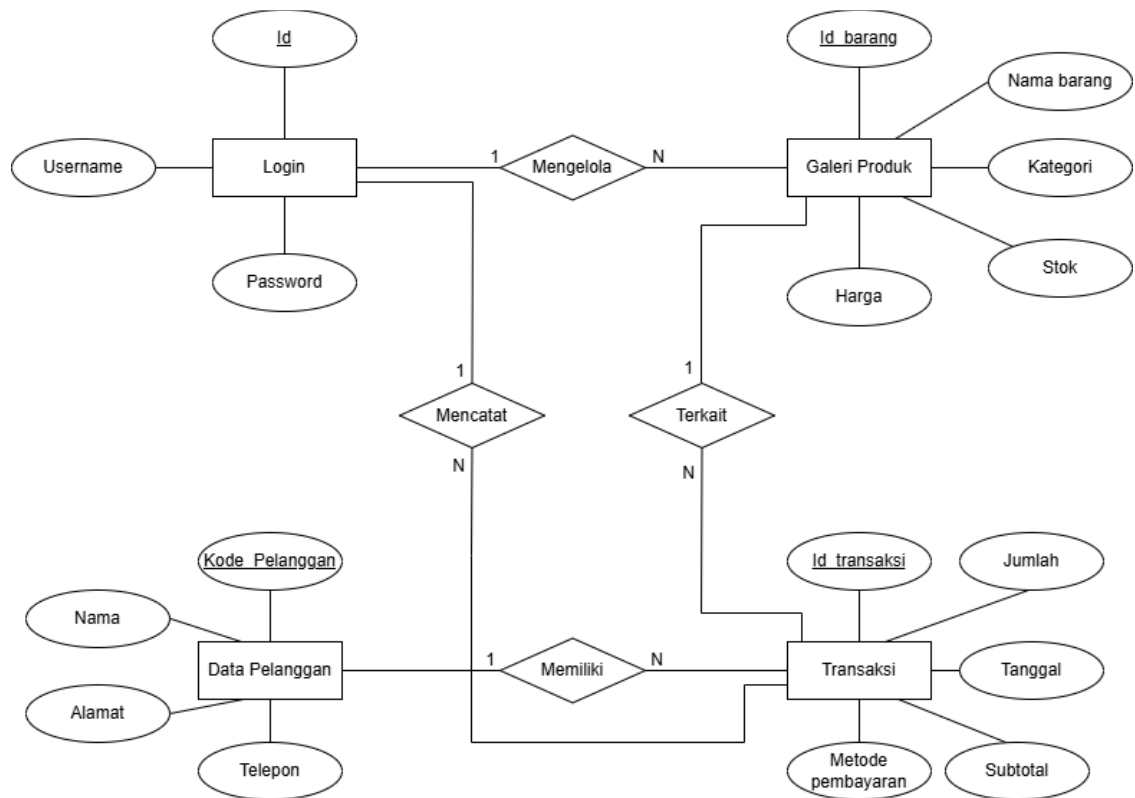 Id
Id_barang
Nama barang
Username
Login
1
Mengelola
N
Galeri Produk
Kategori
Password
Harga
Stok
1
1
Mencatat
Terkait
N
N
Kode_Pelanggan
Id_transaksi
Jumlah
Nama
Data Pelanggan
1
Memiliki
N
Transaksi
Tanggal
Alamat
Telepon
Metode
pembayaran
Subtotal